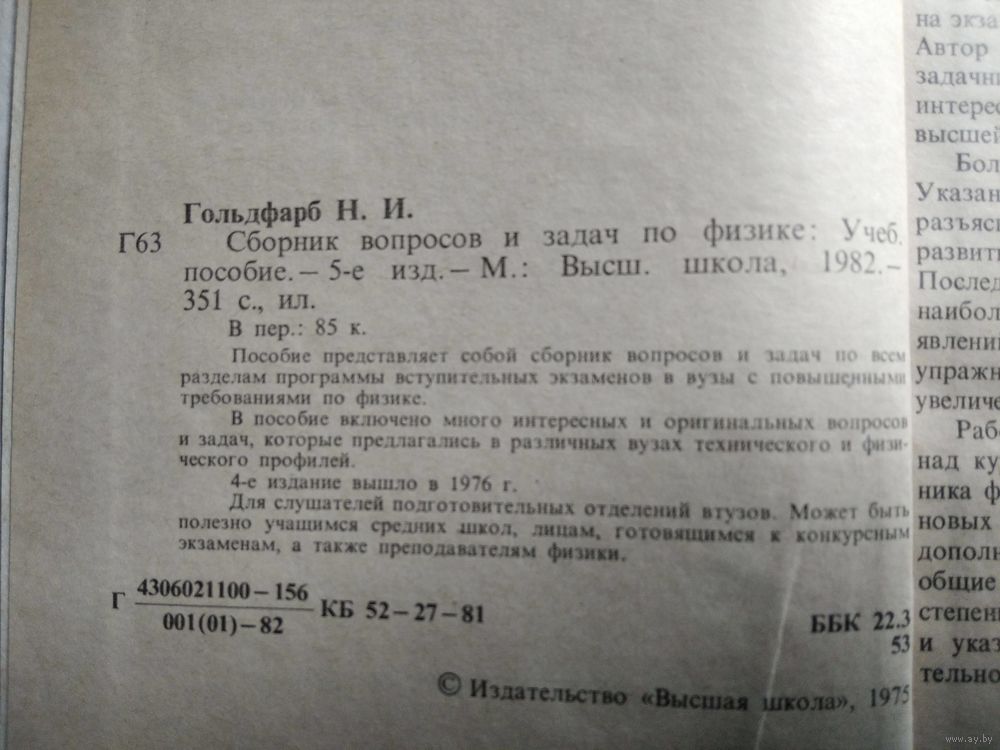 Гольдфарб Н. И.
Г63 Сборник вопросов и задач по физике: Учеб.
пособие.— 5-е изд.— М.: Высш. школа, 1982.—
351 с., ил.
В пер.: 85 к.
Пособие представляет собой сборник вопросов и задач по всем
разделам программы вступительных экзаменов в вузы с повышенными
требованиями по физике.
В пособие включено много интересных и оригинальных вопросов
и задач, которые предлагались в различных вузах технического и физи-
ческого профилей.
4-е издание вышло в 1976 г.
Для слушателей подготовительных отделений втузов. Может быть
полезно учащимся средних школ, лицам, готовящимся к конкурсным
экзаменам, а также преподавателям физики.
Г 4306021100—156
001(01)—82
КБ 52—27—81
ББК 22.3
53
© Издательство «Высшая школа», 1975
на экза
Автор
задачн
интерес
высшей
Бол
Указан
разъясн
развити
Послед
наибол
явлени
упражн
увеличе
Раб
над ку
ника ф
новых
дополн
общие
степени
и указ
тельно
www.ay.by